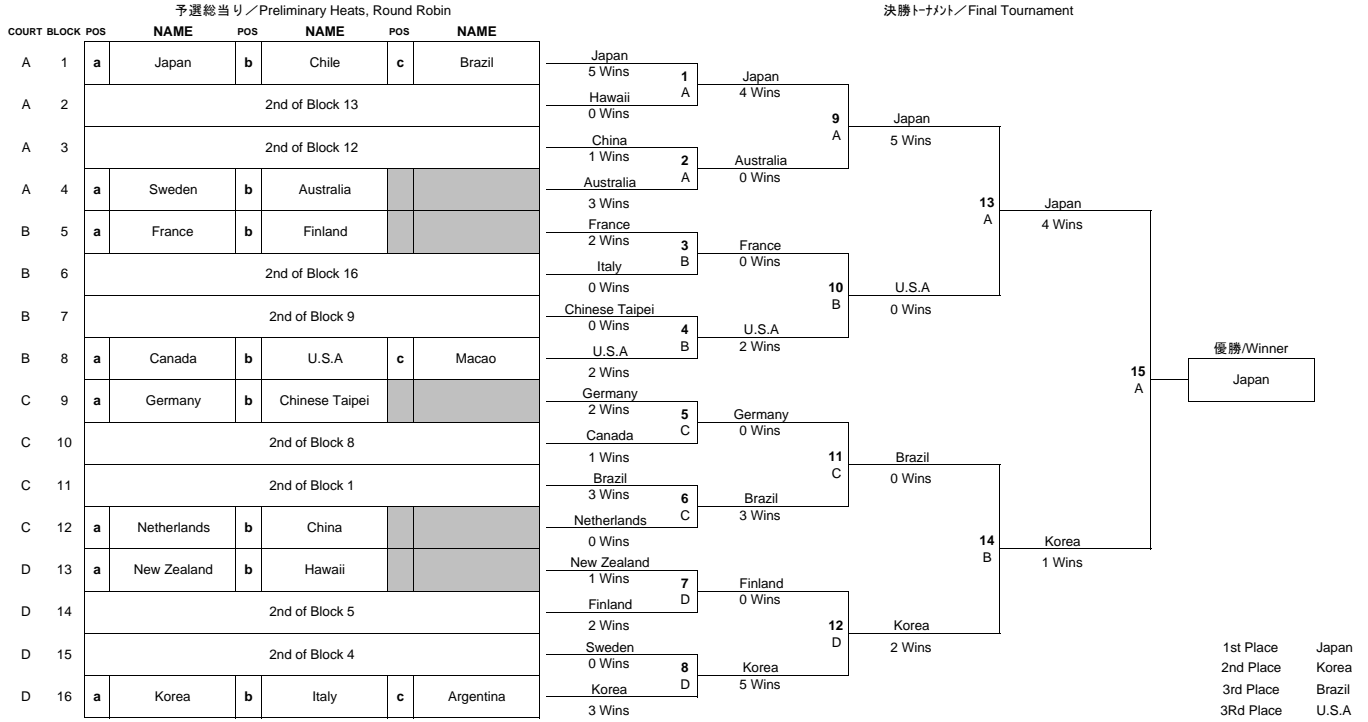 予選総当り／Preliminary Heats, Round Robin
決勝ﾄｰﾅﾒﾝﾄ／Final Tournament
COURT BLOCK POS NAME POS NAME POS NAME
A 1 a Japan b Chile c Brazil
A 2 2nd of Block 13
A 3 2nd of Block 12
A 4 a Sweden b Australia
B 5 a France b Finland
B 6 2nd of Block 16
B 7 2nd of Block 9
B 8 a Canada b U.S.A c Macao
C 9 a Germany b Chinese Taipei
C 10 2nd of Block 8
C 11 2nd of Block 1
C 12 a Netherlands b China
D 13 a New Zealand b Hawaii
D 14 2nd of Block 5
D 15 2nd of Block 4
D 16 a Korea b Italy c Argentina
Japan
5 Wins
1
A
Hawaii
0 Wins
China
1 Wins
2
A
Australia
3 Wins
France
2 Wins
3
B
Italy
0 Wins
Chinese Taipei
0 Wins
4
B
U.S.A
2 Wins
Germany
2 Wins
5
C
Canada
1 Wins
Brazil
3 Wins
6
C
Netherlands
0 Wins
New Zealand
1 Wins
7
D
Finland
2 Wins
Sweden
0 Wins
8
D
Korea
3 Wins
Japan
4 Wins
9
A
Australia
0 Wins
France
0 Wins
10
B
U.S.A
2 Wins
Germany
0 Wins
11
C
Brazil
3 Wins
Finland
0 Wins
12
D
Korea
5 Wins
Japan
5 Wins
13
A
U.S.A
0 Wins
Brazil
0 Wins
14
B
Korea
2 Wins
Japan
4 Wins
15
A
Korea
1 Wins
優勝/Winner
Japan
1st Place Japan
2nd Place Korea
3rd Place Brazil
3Rd Place U.S.A